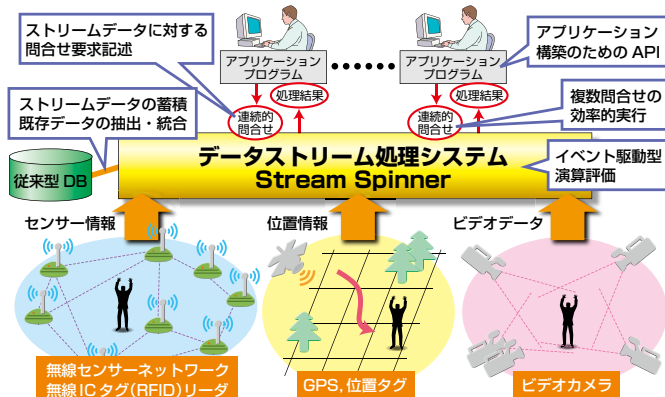 ストリームデータに対する
問合せ要求記述
アプリケーション
プログラム
アプリケーション
プログラム
アプリケーション
構築のための API
ストリームデータの蓄積
既存データの抽出・統合
連続的
問合せ
処理結果
連続的
問合せ
処理結果
複数問合せの
効率的実行
従来型 DB
データストリーム処理システム
Stream Spinner
イベント駆動型
演算評価
センサー情報
位置情報
ビデオデータ
無線センサーネットワーク
無線ICタグ(RFID)リーダ
GPS, 位置タグ
ビデオカメラ